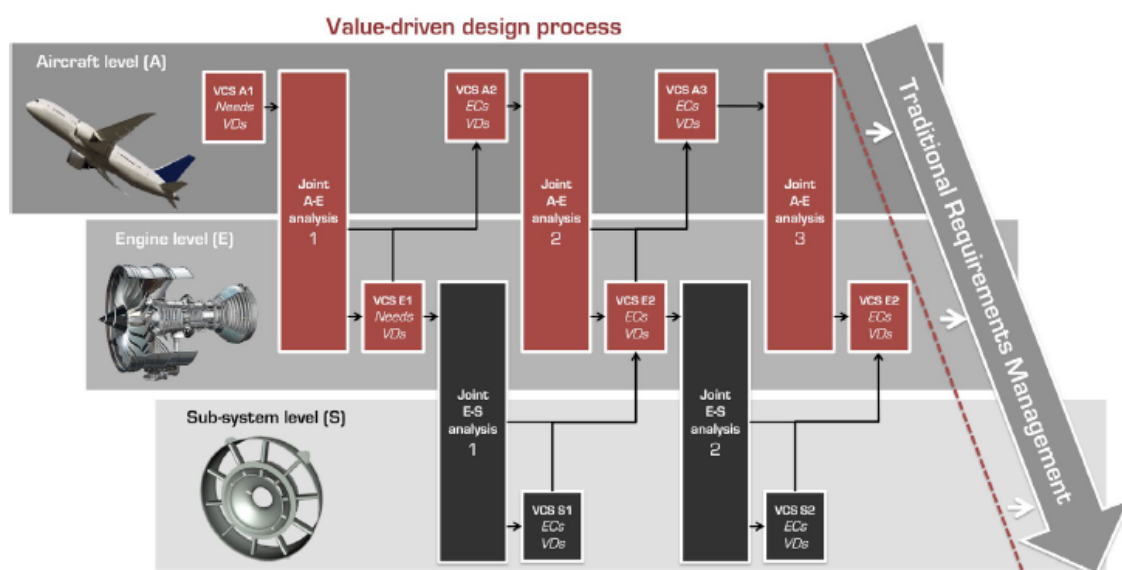 Value-driven design process
Aircraft level (A)
VCS A1
Needs
VDs
VCS A2
ECs
VDs
VCS A3
ECs
VDs
Joint
A-E
analysis
1
Joint
A-E
analysis
2
Joint
A-E
analysis
3
Engine level (E)
VCS E1
Needs
VDs
VCS E2
ECs
VDs
VCS E2
ECs
VDs
Sub-system level (S)
Joint
E-S
analysis
1
Joint
E-S
analysis
2
VCS S1
ECs
VDs
VCS S2
ECs
VDs
Traditional Requirements Management